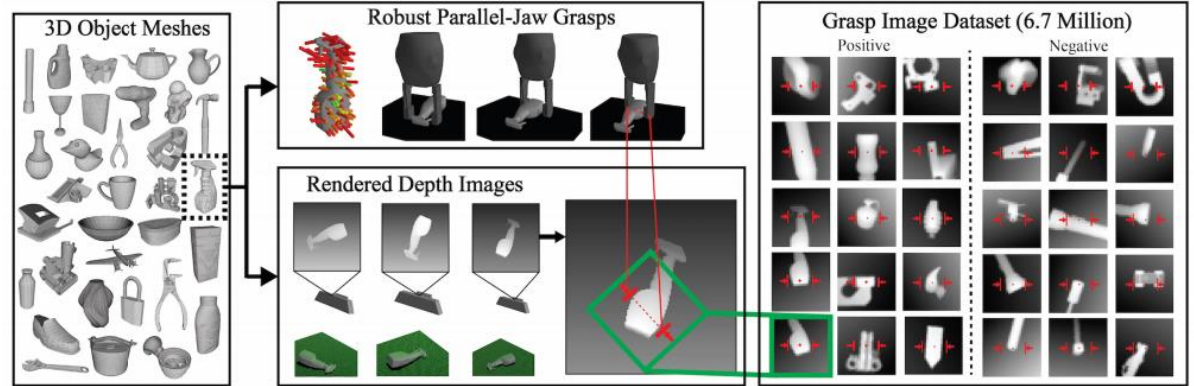 3D Object Meshes
Robust Parallel-Jaw Grasps
Rendered Depth Images
Grasp Image Dataset (6.7 Million)
Positive
Negative